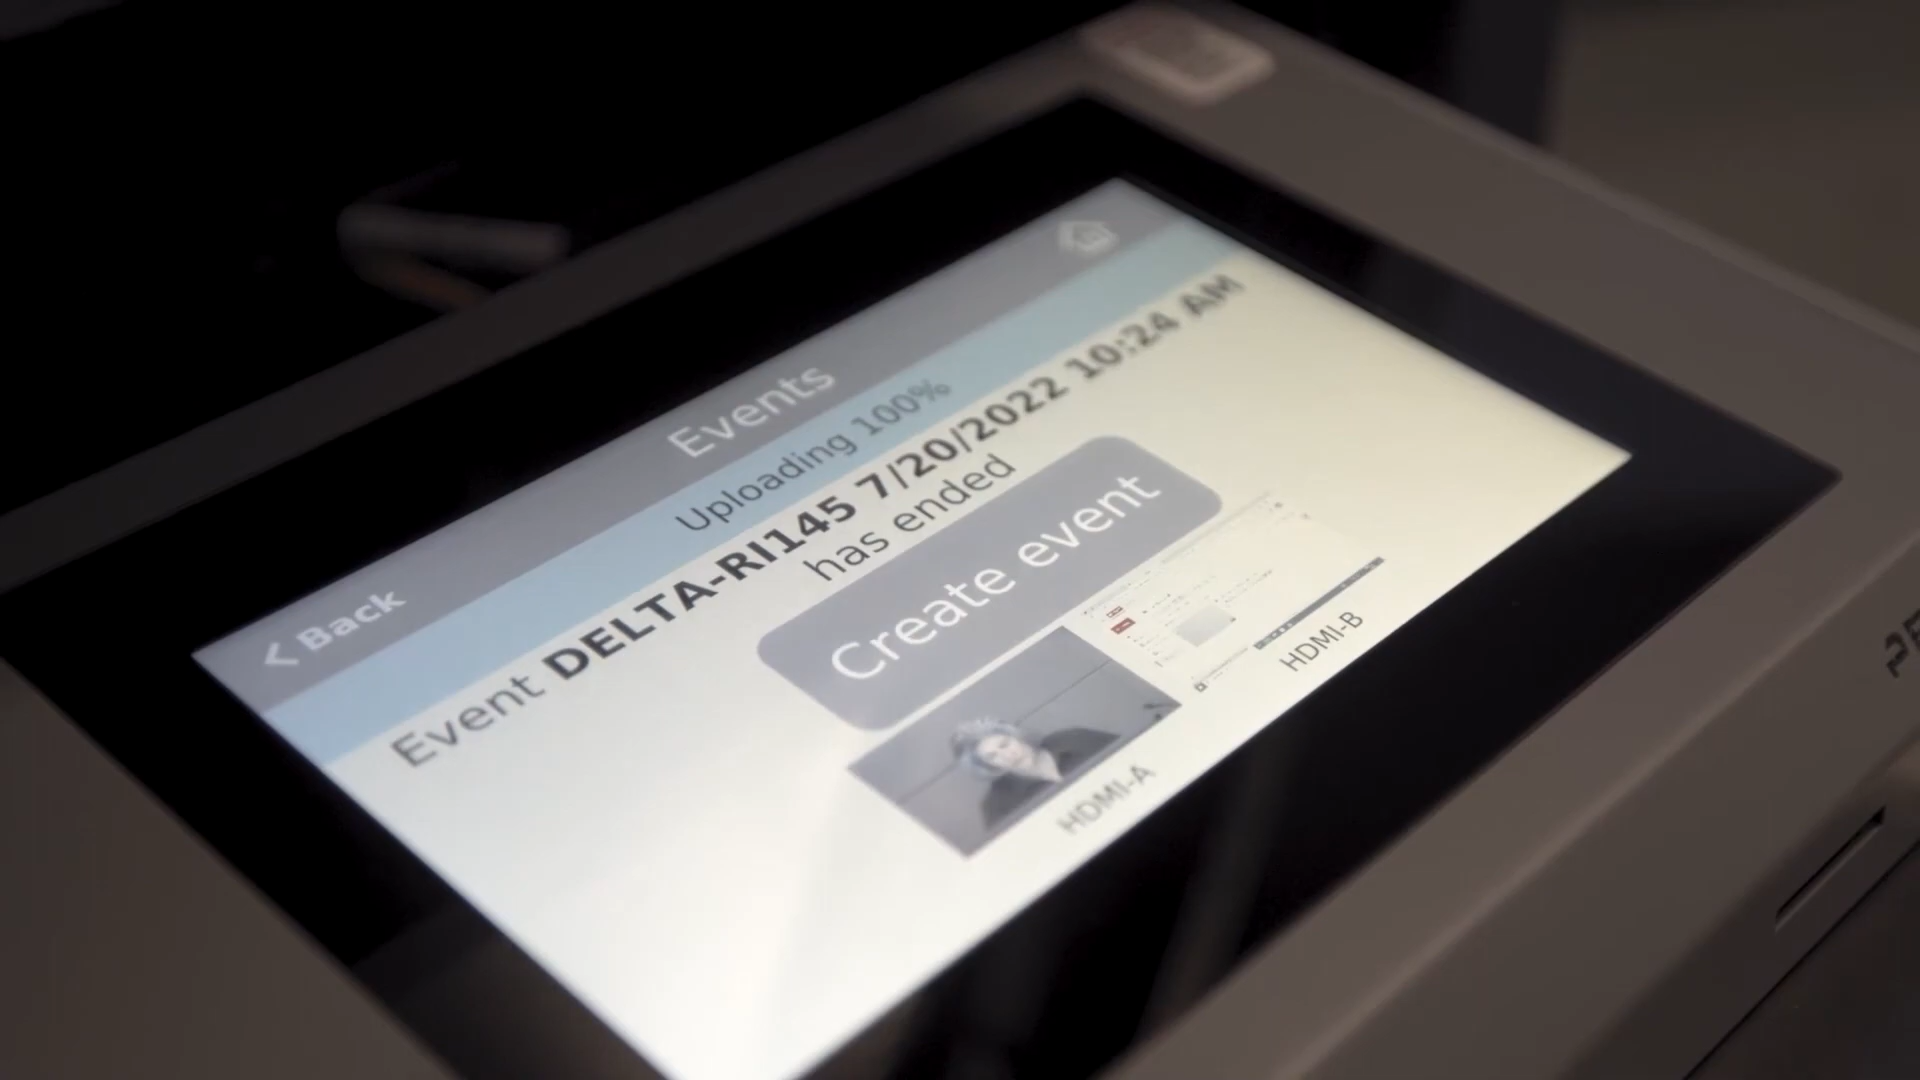 < Back
Events
Uploading 100%
Event DELTA-RI145 7/20/2022 10:24 AM
has ended
Create event
HDMI-A
HDMI-B